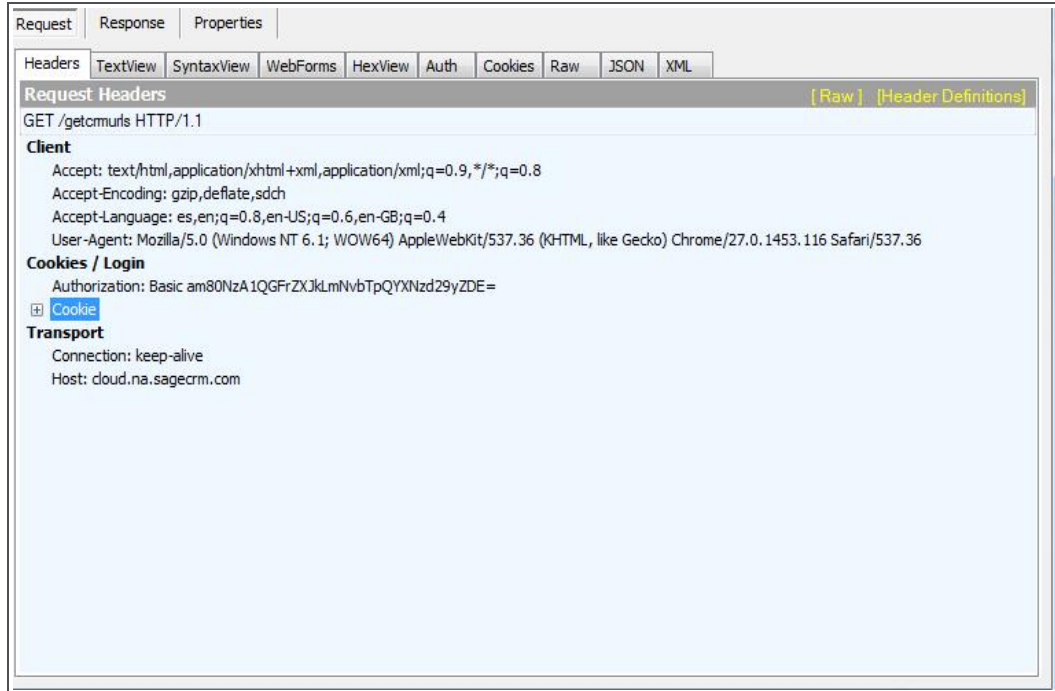 Request Response Properties
Headers TextView SyntaxView WebForms HexView Auth Cookies Raw JSON XML
Request Headers [ Raw ] [Header Definitions]
GET /getcrmurls HTTP/1.1
Client
Accept: text/html,application/xhtml+xml,application/xml;q=0.9,*/*;q=0.8
Accept-Encoding: gzip,deflate,sdch
Accept-Language: es,en;q=0.8,en-US;q=0.6,en-GB;q=0.4
User-Agent: Mozilla/5.0 (Windows NT 6.1; WOW64) AppleWebKit/537.36 (KHTML, like Gecko) Chrome/27.0.1453.116 Safari/537.36
Cookies / Login
Authorization: Basic am80NzA1QGFrZXJkLmNvbTpQYXNzd29yZDE=
Cookie
Transport
Connection: keep-alive
Host: cloud.na.sagecrm.com